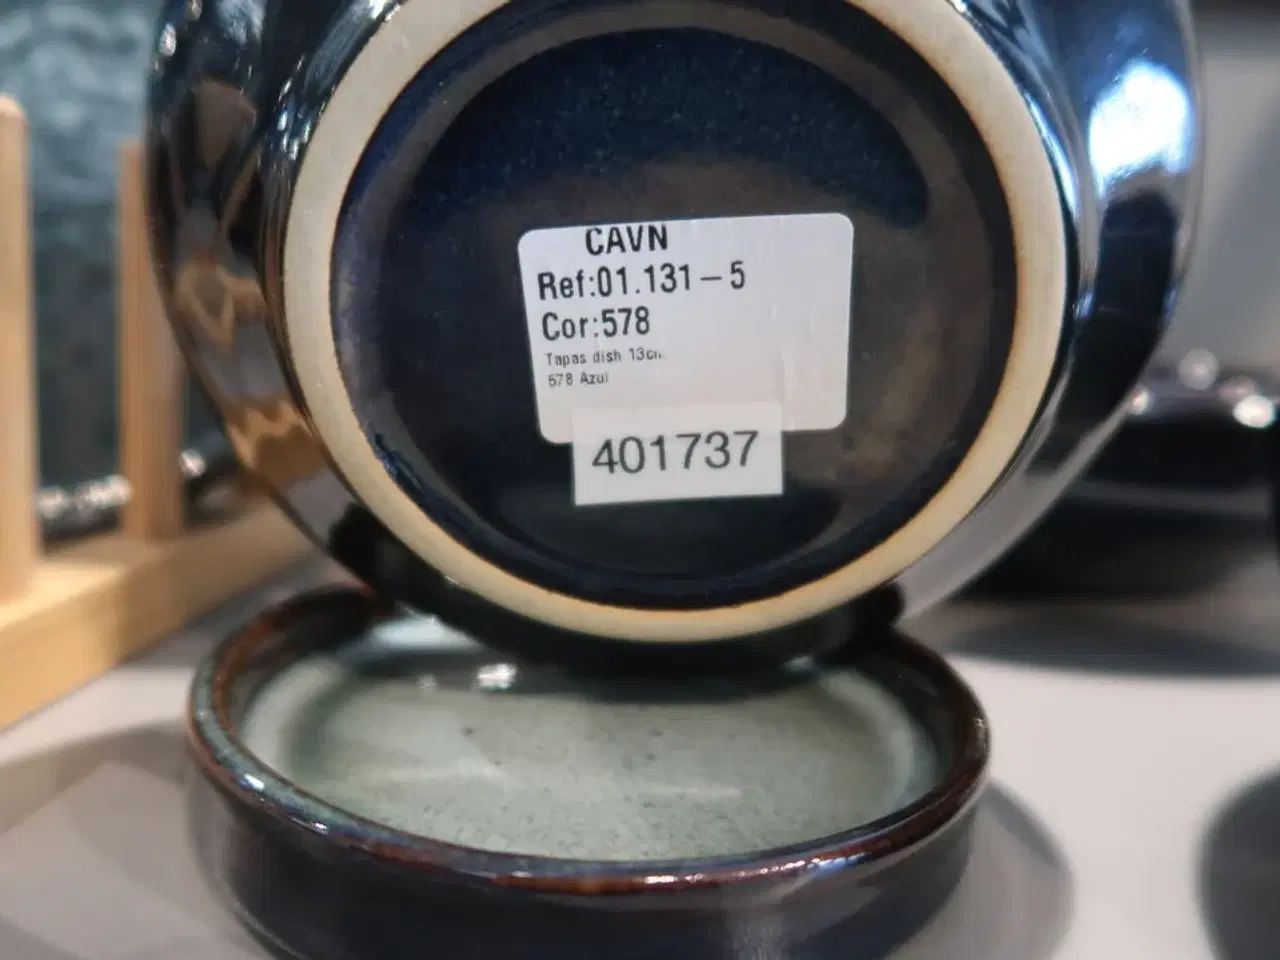 CAVN
Ref:01.131-5
Cor:578
Tapas dish 13cm
578 Azul
401737